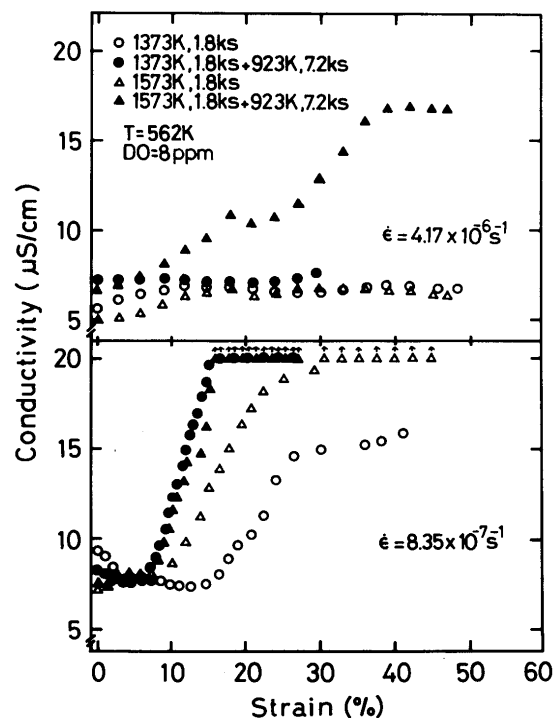 20
15
10
5
○ 1373K, 1.8ks
● 1373K, 1.8ks+923K, 7.2ks
△ 1573K, 1.8ks
▲ 1573K, 1.8ks+923K, 7.2ks
T=562K
DO=8ppm
ε̇ = 4.17 x 10⁻⁶s⁻¹
Conductivity ( μS/cm)
20
15
10
5
ε̇ = 8.35 x 10⁻⁷s⁻¹
0 10 20 30 40 50 60
Strain (%)